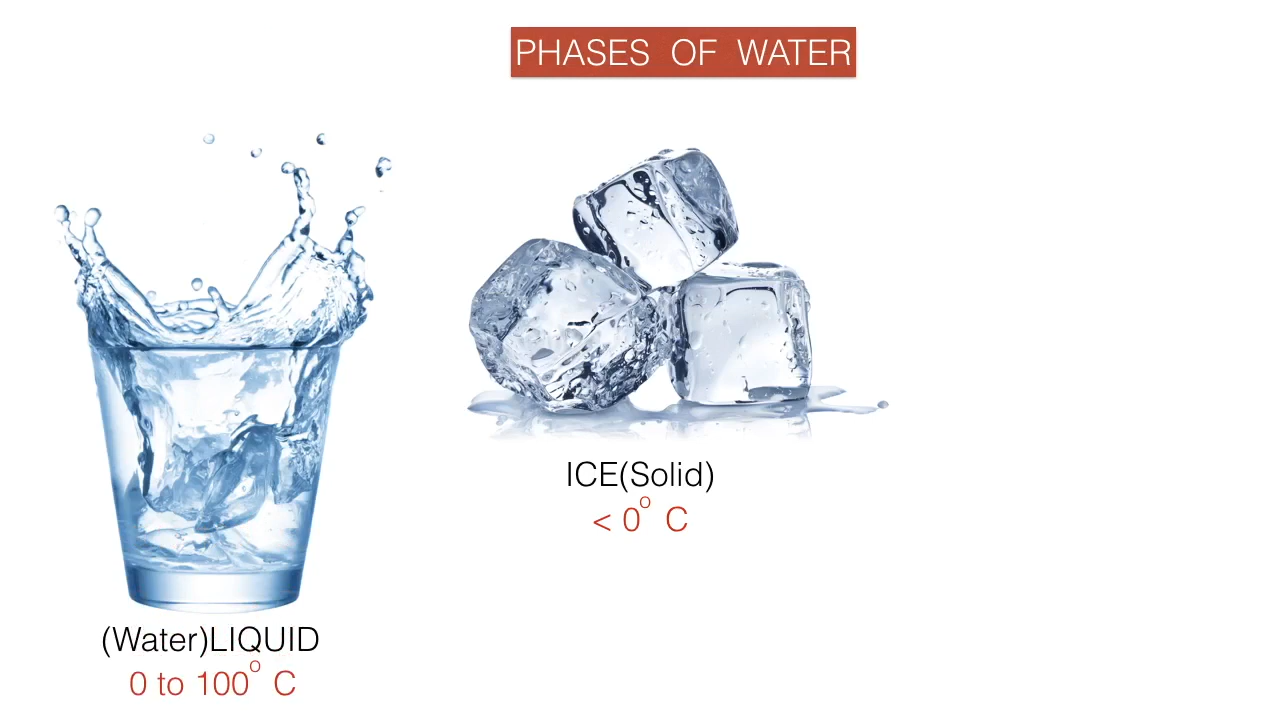 PHASES OF WATER
ICE(Solid)
< 0° C
(Water)LIQUID
0 to 100° C